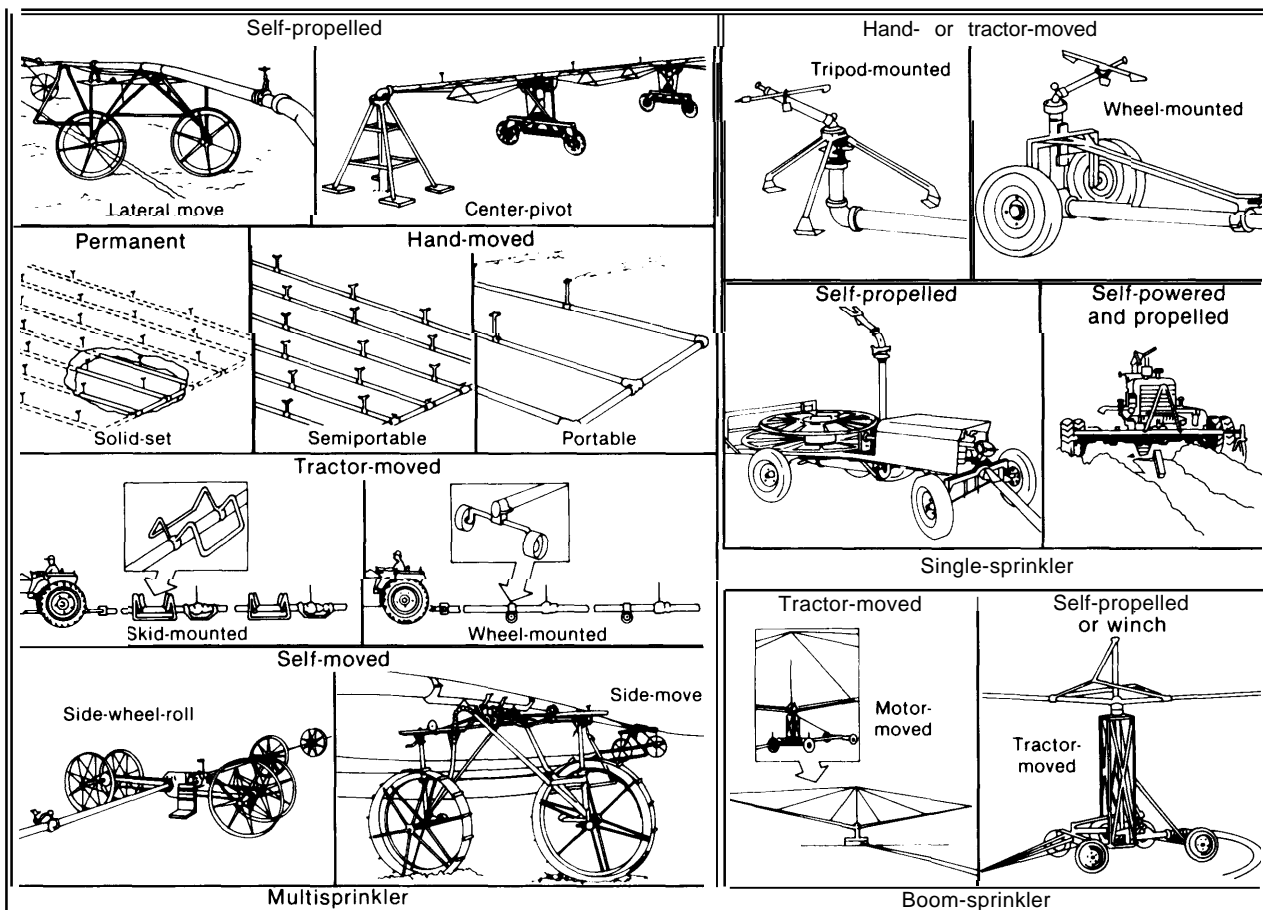 Self-propelled
Lateral move
Center-pivot
Permanent
Hand-moved
Solid-set
Semiportable
Portable
Tractor-moved
Skid-mounted
Wheel-mounted
Self-moved
Side-wheel-roll
Side-move
Multisprinkler
Hand- or tractor-moved
Tripod-mounted
Wheel-mounted
Self-propelled
Self-powered
and propelled
Single-sprinkler
Tractor-moved
Motor-
moved
Self-propelled
or winch
Tractor-
moved
Boom-sprinkler